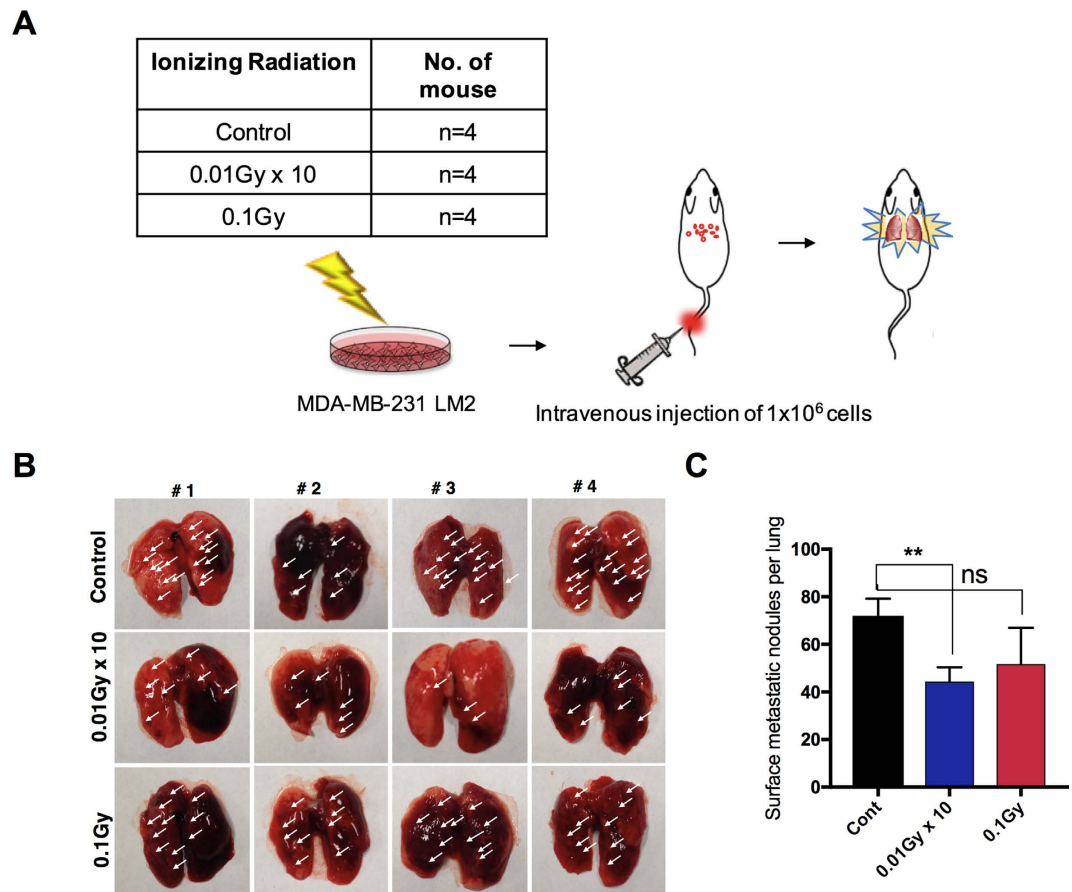 A
Ionizing Radiation No. of
mouse
Control n=4
0.01Gy x 10 n=4
0.1Gy n=4
MDA-MB-231 LM2
Intravenous injection of 1x10⁶ cells
B
# 1 # 2 # 3 # 4
Control
0.01Gy x 10
0.1Gy
C
Surface metastatic nodules per lung
100
80
60
40
20
0
**
ns
Cont
0.01Gy x 10
0.1Gy